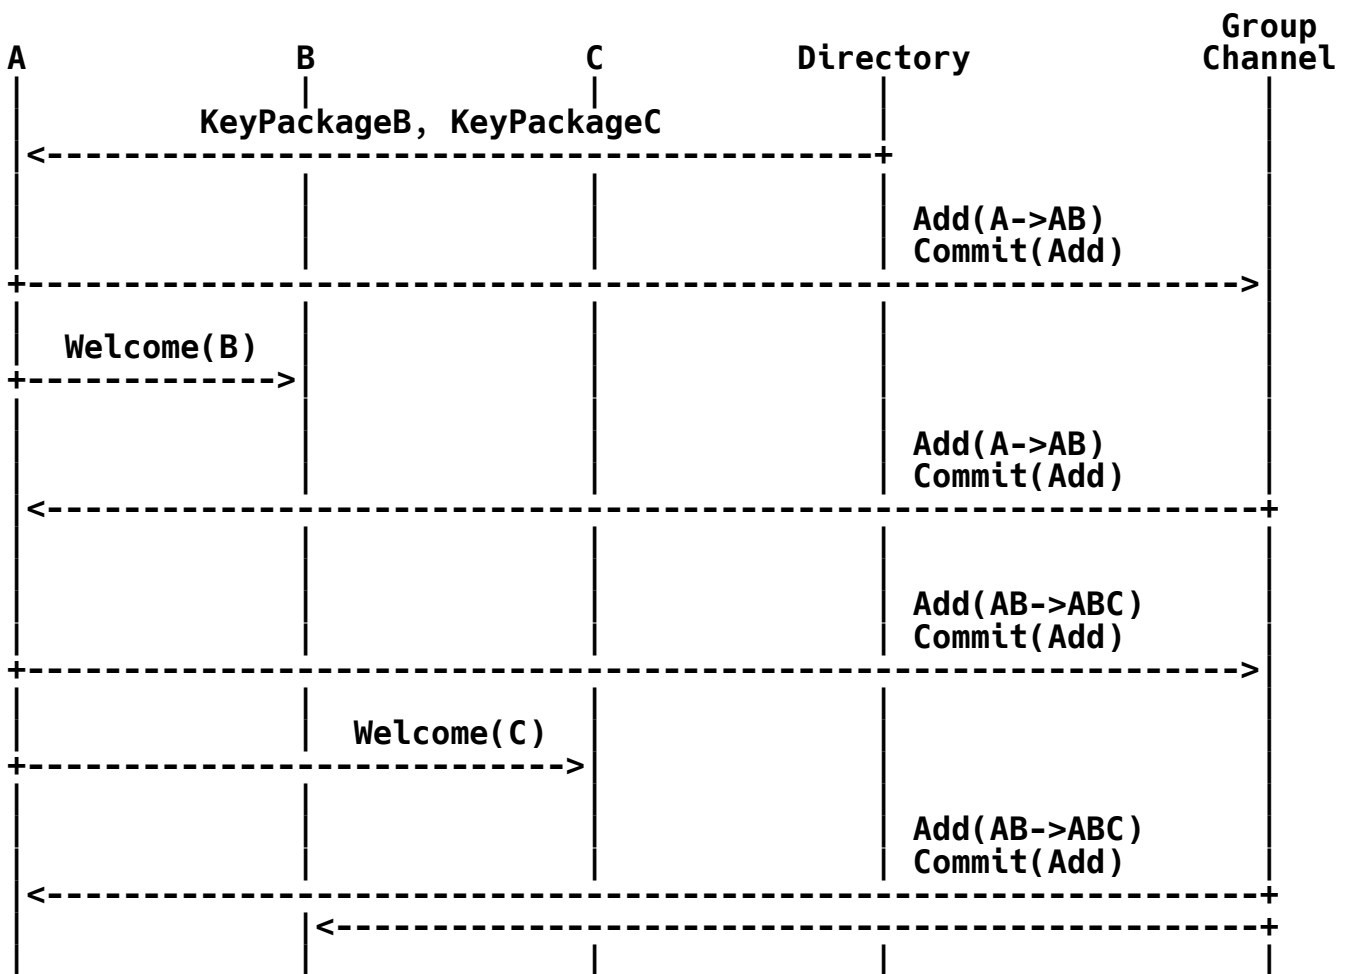 Group
A B C Directory Channel
KeyPackageB, KeyPackageC
Add(A->AB)
Commit(Add)
Welcome(B)
Add(A->AB)
Commit(Add)
Add(AB->ABC)
Commit(Add)
Welcome(C)
Add(AB->ABC)
Commit(Add)